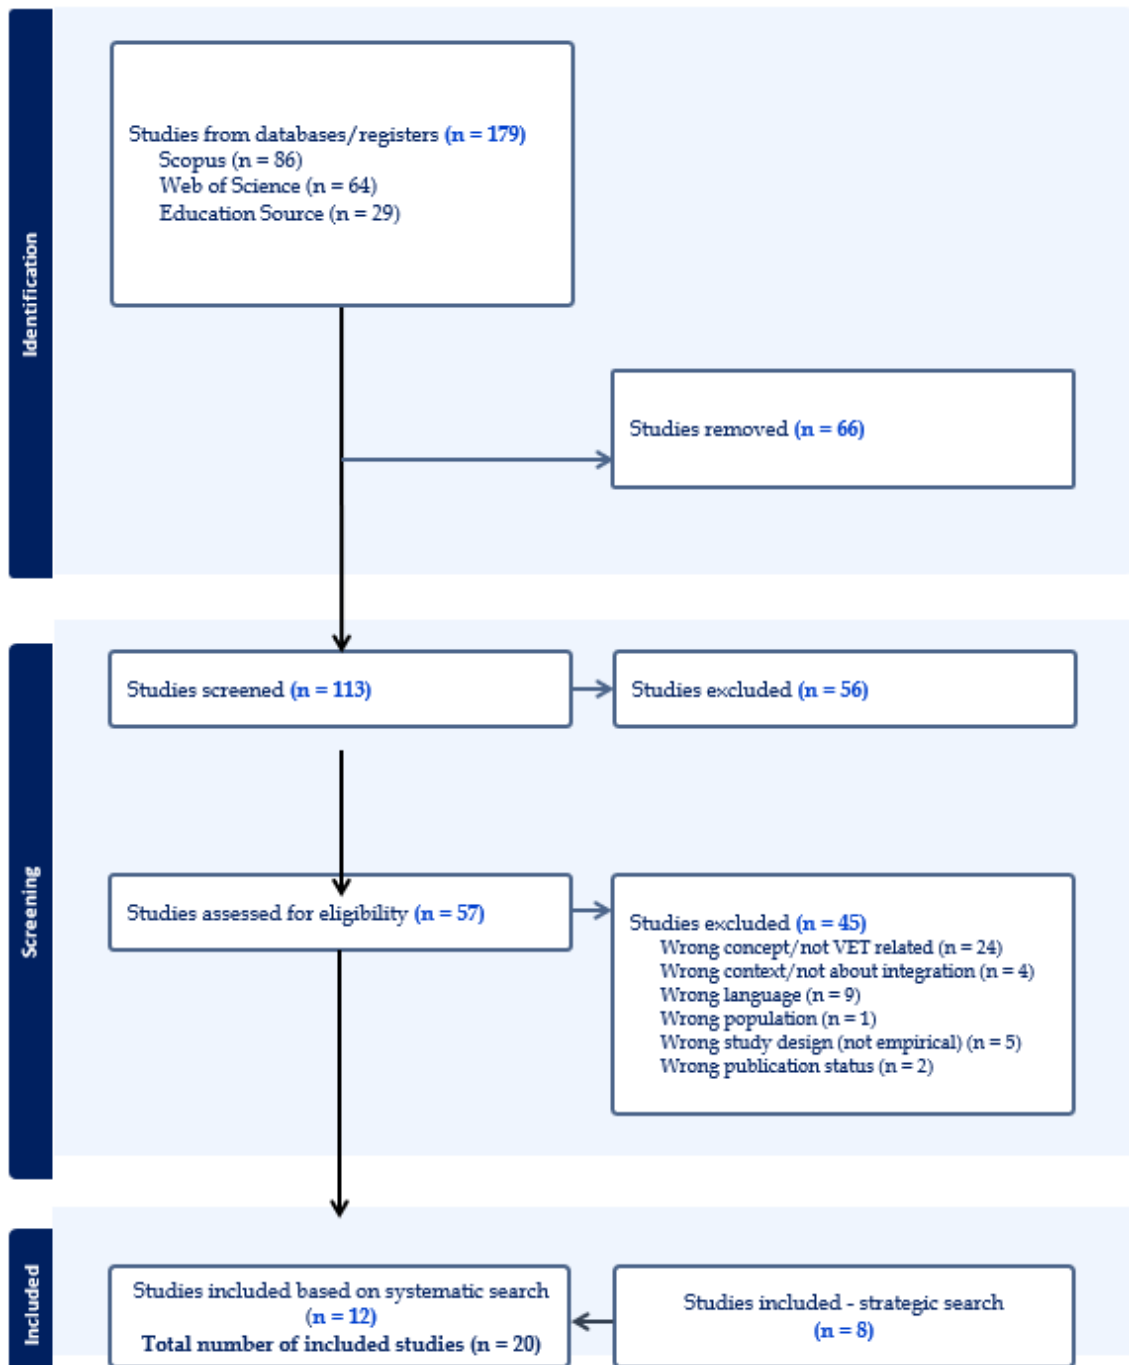 Identification
Studies from databases/registers (n = 179)
Scopus (n = 86)
Web of Science (n = 64)
Education Source (n = 29)
Studies removed (n = 66)
Screening
Studies screened (n = 113)
Studies excluded (n = 56)
Studies assessed for eligibility (n = 57)
Studies excluded (n = 45)
Wrong concept/not VET related (n = 24)
Wrong context/not about integration (n = 4)
Wrong language (n = 9)
Wrong population (n = 1)
Wrong study design (not empirical) (n = 5)
Wrong publication status (n = 2)
Included
Studies included based on systematic search
(n = 12)
Total number of included studies (n = 20)
Studies included - strategic search
(n = 8)